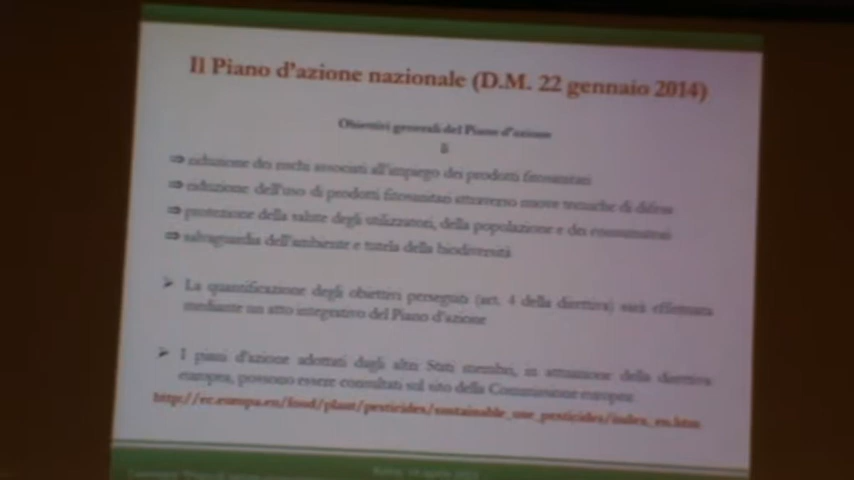 Il Piano d'azione nazionale (D.M. 22 gennaio 2014)
Obiettivi generali del Piano d'azione
⇒ riduzione dei rischi associati all'impiego dei prodotti fitosanitari
⇒ riduzione dell'uso di prodotti fitosanitari attraverso nuove tecniche di difesa
⇒ protezione della salute degli utilizzatori, della popolazione e dei consumatori
⇒ salvaguardia dell'ambiente e tutela della biodiversità
➢ La quantificazione degli obiettivi perseguiti (art. 4 della direttiva) sarà effettuata
mediante un atto integrativo del Piano d'azione
➢ I piani d'azione adottati dagli altri Stati membri, in attuazione della direttiva
europea, possono essere consultati sul sito della Commissione europea
http://ec.europa.eu/food/plant/pesticides/sustainable_use_pesticides/index_en.htm